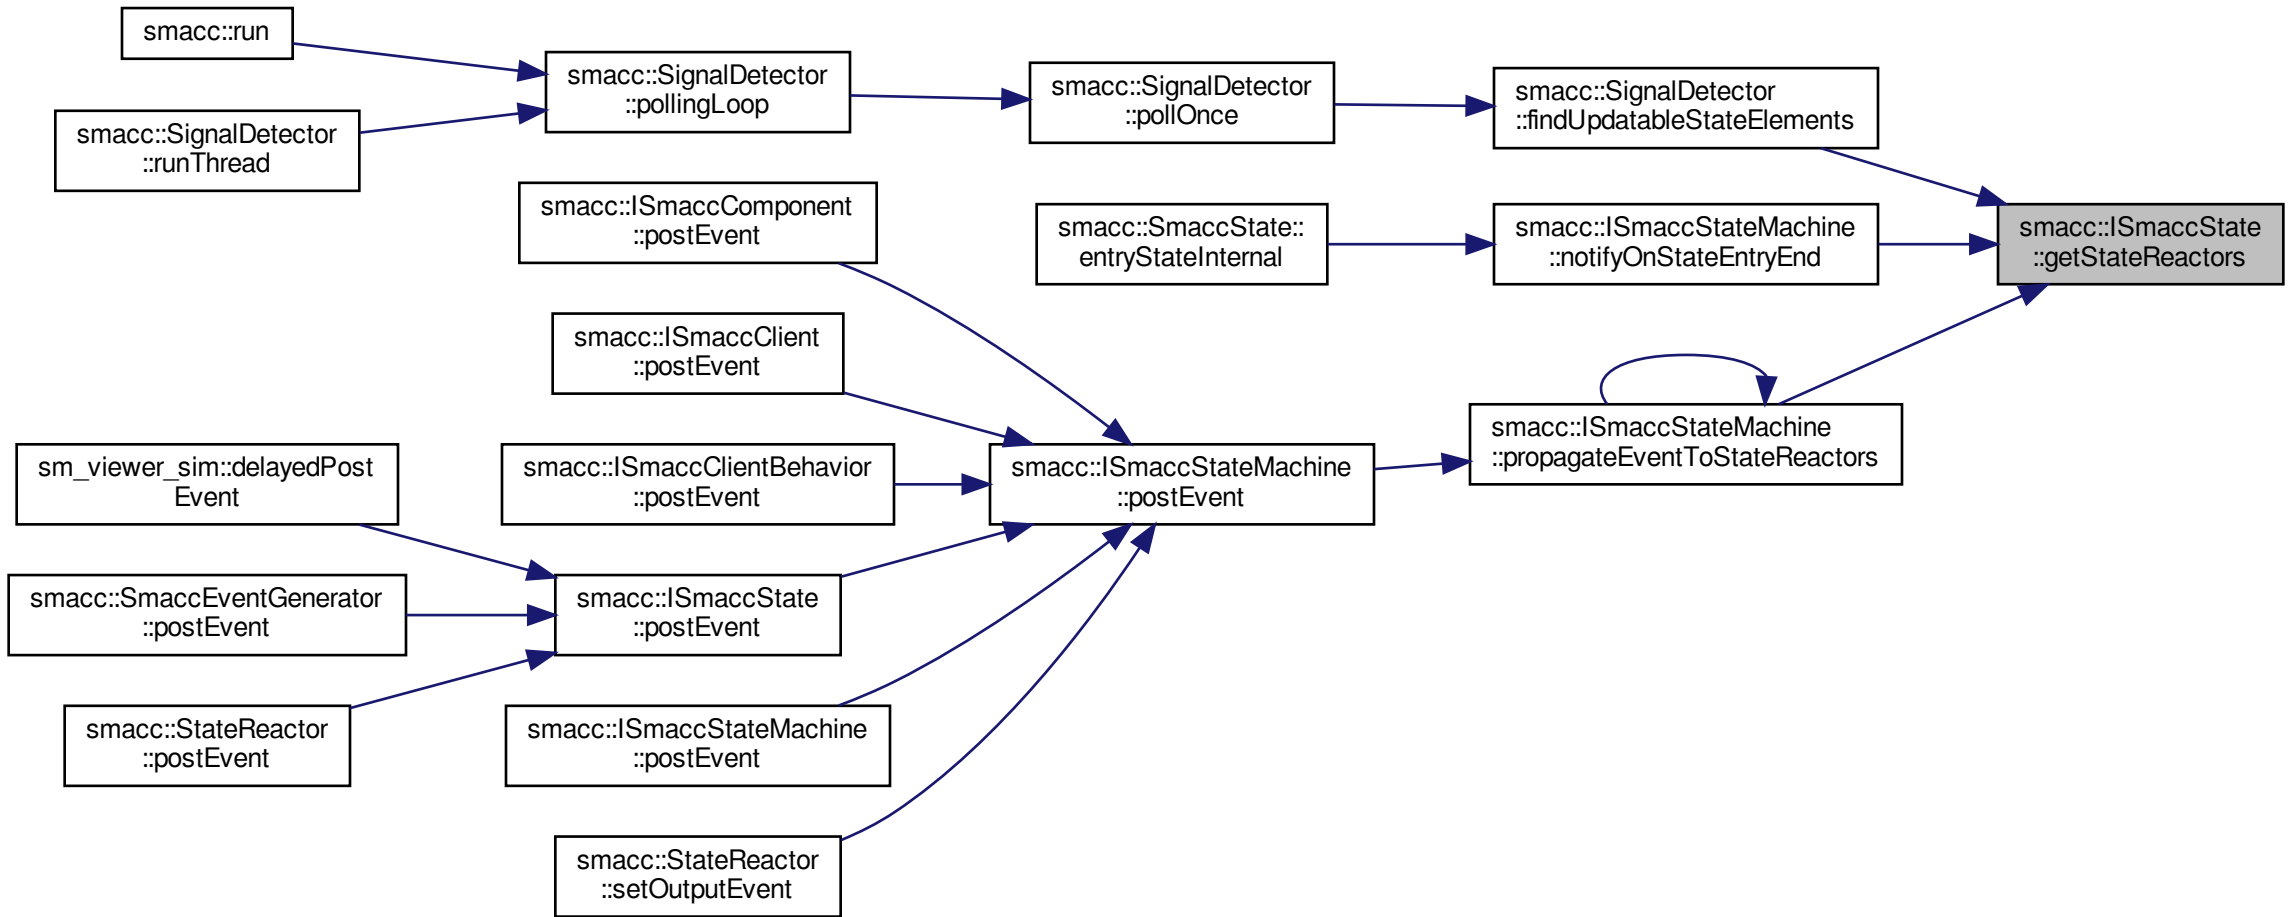 smacc::run
smacc::SignalDetector
::runThread
smacc::SignalDetector
::pollingLoop
smacc::SignalDetector
::pollOnce
smacc::SignalDetector
::findUpdatableStateElements
smacc::ISmaccComponent
::postEvent
smacc::SmaccState::
entryStateInternal
smacc::ISmaccStateMachine
::notifyOnStateEntryEnd
smacc::ISmaccState
::getStateReactors
smacc::ISmaccClient
::postEvent
sm_viewer_sim::delayedPost
Event
smacc::ISmaccClientBehavior
::postEvent
smacc::ISmaccStateMachine
::postEvent
smacc::ISmaccStateMachine
::propagateEventToStateReactors
smacc::SmaccEventGenerator
::postEvent
smacc::ISmaccState
::postEvent
smacc::StateReactor
::postEvent
smacc::ISmaccStateMachine
::postEvent
smacc::StateReactor
::setOutputEvent